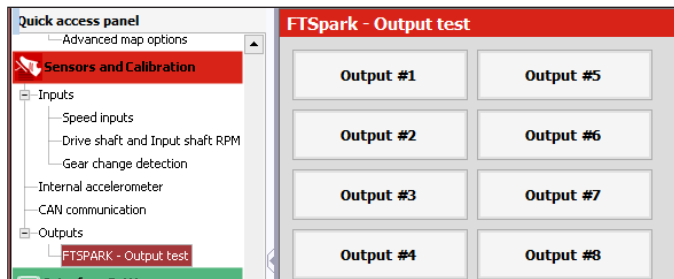 Quick access panel
Advanced map options
Sensors and Calibration
Inputs
Speed inputs
Drive shaft and Input shaft RPM
Gear change detection
Internal accelerometer
CAN communication
Outputs
FTSPARK - Output test
FTSpark - Output test
Output #1
Output #5
Output #2
Output #6
Output #3
Output #7
Output #4
Output #8